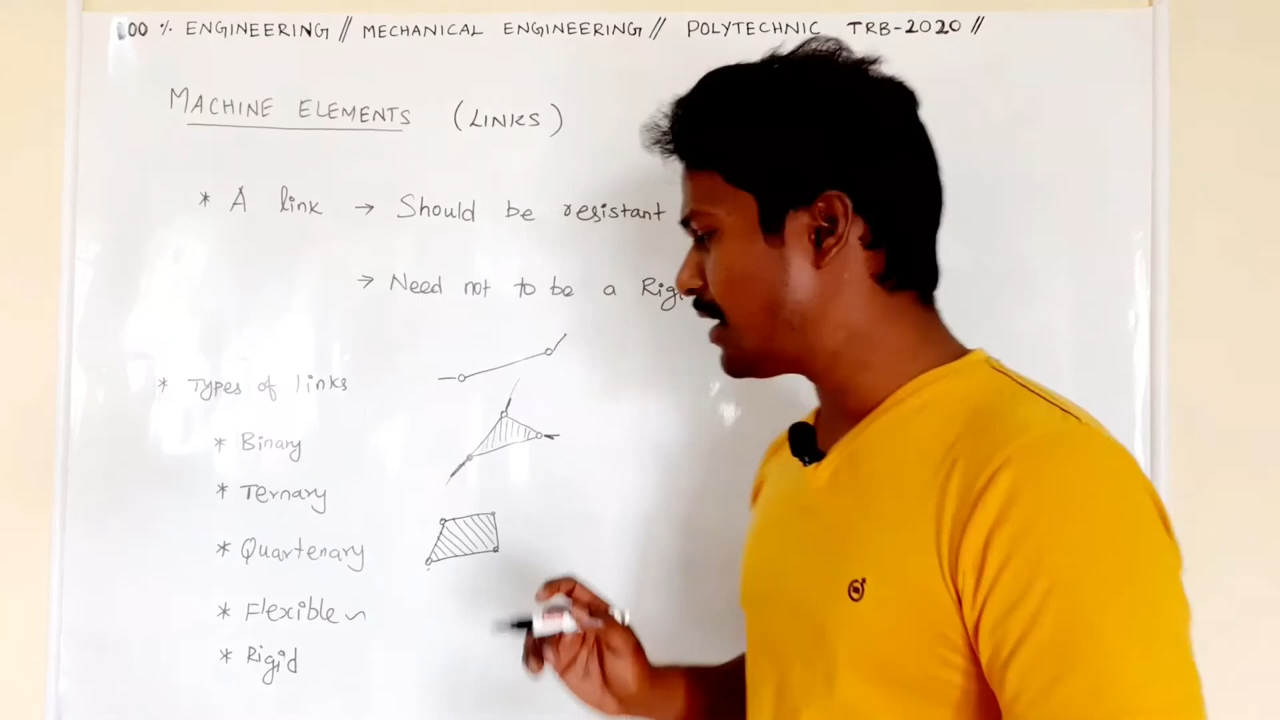 100 % ENGINEERING // MECHANICAL ENGINEERING // POLYTECHNIC TRB-2020 //
MACHINE ELEMENTS (LINKS)
* A link → Should be resistant
→ Need not to be a Rig
* Types of links
* Binary
* Ternary
* Quartenary
* Flexible
* Rigid